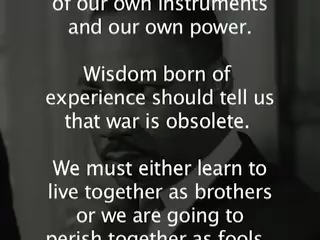 of our own instruments
and our own power.
Wisdom born of
experience should tell us
that war is obsolete.
We must either learn to
live together as brothers
or we are going to
perish together as fools.